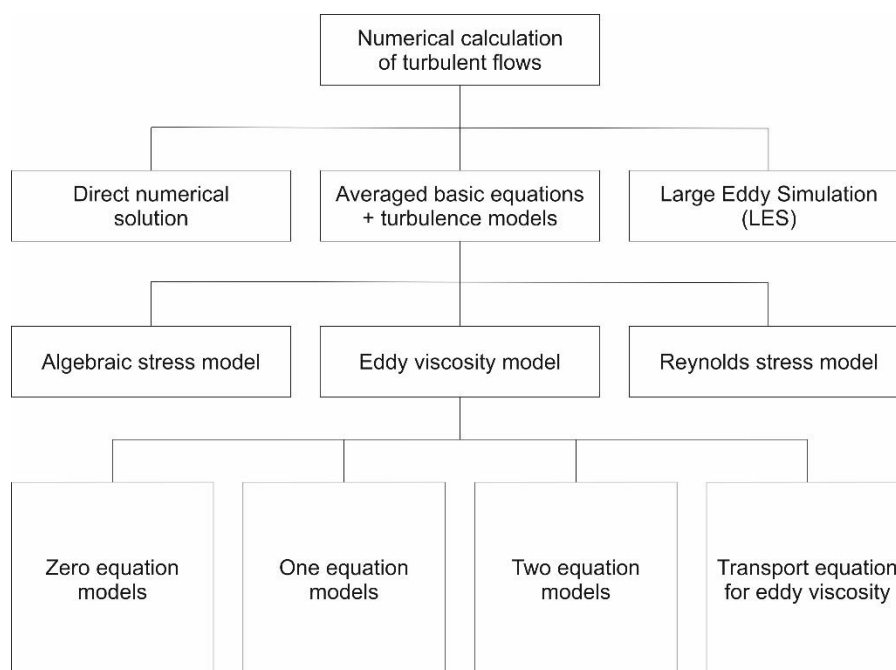 Numerical calculation
of turbulent flows
Direct numerical
solution
Averaged basic equations
+ turbulence models
Large Eddy Simulation
(LES)
Algebraic stress model
Eddy viscosity model
Reynolds stress model
Zero equation
models
One equation
models
Two equation
models
Transport equation
for eddy viscosity